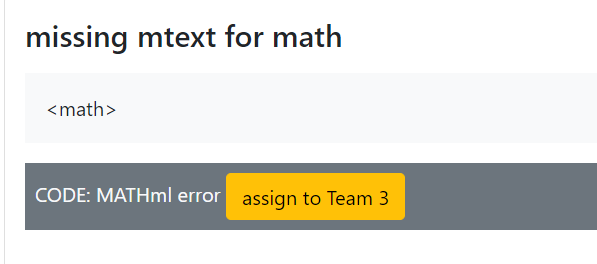 missing mtext for math
<math>
CODE: MATHml error assign to Team 3